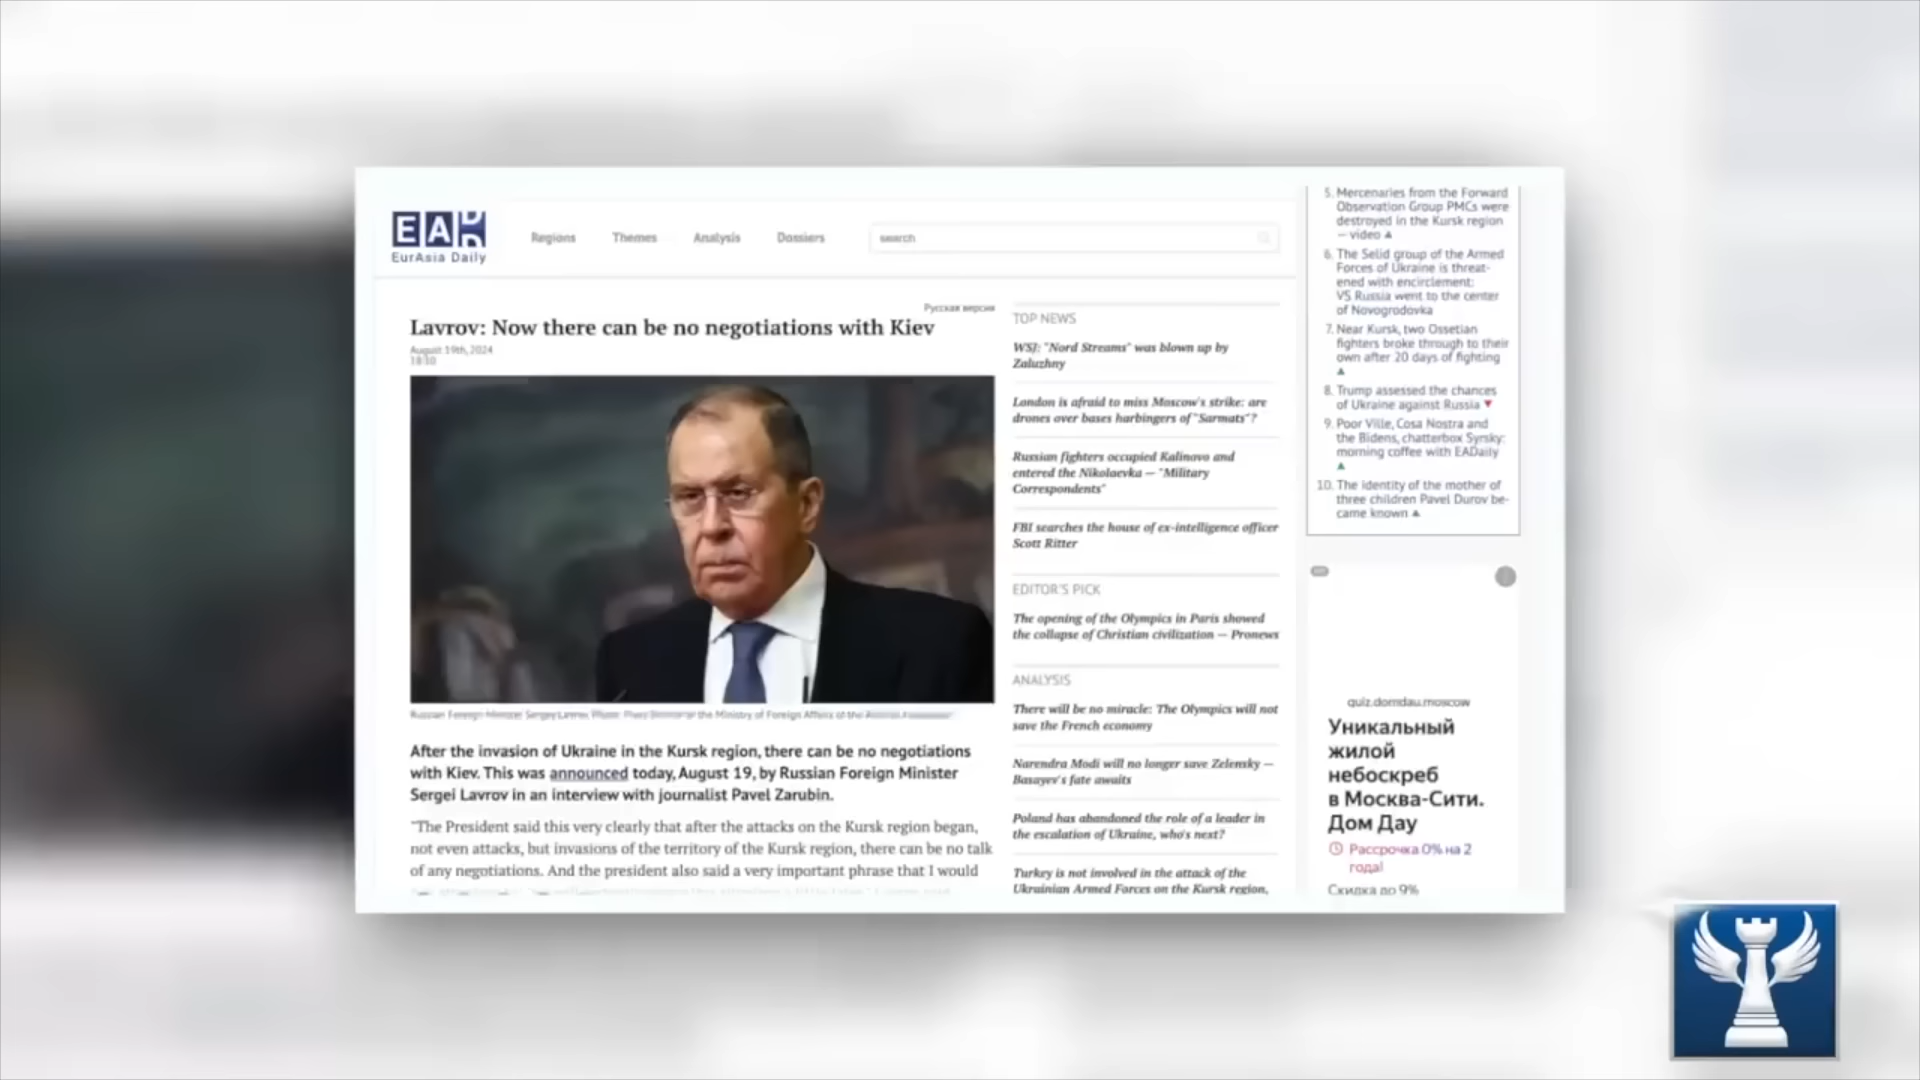 EAD
EurAsia Daily
Regions
Themes
Analysis
Dossiers
search
Русская версия
Lavrov: Now there can be no negotiations with Kiev
August 19th, 2024
18:10
Russian Foreign Minister Sergey Lavrov. Photo: Press Service of the Ministry of Foreign Affairs of the
After the invasion of Ukraine in the Kursk region, there can be no negotiations
with Kiev. This was announced today, August 19, by Russian Foreign Minister
Sergei Lavrov in an interview with journalist Pavel Zarubin.
"The President said this very clearly that after the attacks on the Kursk region began,
not even attacks, but invasions of the territory of the Kursk region, there can be no talk
of any negotiations. And the president also said a very important phrase that I would
TOP NEWS
WSJ: "Nord Streams" was blown up by
Zaluzhny
London is afraid to miss Moscow's strike: are
drones over bases harbingers of "Sarmats"?
Russian fighters occupied Kalinovo and
entered the Nikolaevka — "Military
Correspondents"
FBI searches the house of ex-intelligence officer
Scott Ritter
EDITOR'S PICK
The opening of the Olympics in Paris showed
the collapse of Christian civilization — Pronews
ANALYSIS
There will be no miracle: The Olympics will not
save the French economy
Narendra Modi will no longer save Zelensky —
Basayev's fate awaits
Poland has abandoned the role of a leader in
the escalation of Ukraine, who's next?
Turkey is not involved in the attack of the
Ukrainian Armed Forces on the Kursk region,
5. Mercenaries from the Forward
Observation Group PMCs were
destroyed in the Kursk region
— video ▲
6. The Selid group of the Armed
Forces of Ukraine is threat-
ened with encirclement:
VS Russia went to the center
of Novogrodovka
7. Near Kursk, two Ossetian
fighters broke through to their
own after 20 days of fighting
▲
8. Trump assessed the chances
of Ukraine against Russia ▼
9. Poor Ville, Cosa Nostra and
the Bidens, chatterbox Syrsky:
morning coffee with EADaily
▲
10. The identity of the mother of
three children Pavel Durov be-
came known ▲
quiz.domdau.moscow
Уникальный
жилой
небоскреб
в Москва-Сити.
Дом Дау
Рассрочка 0% на 2
года!
Скидка до 9%